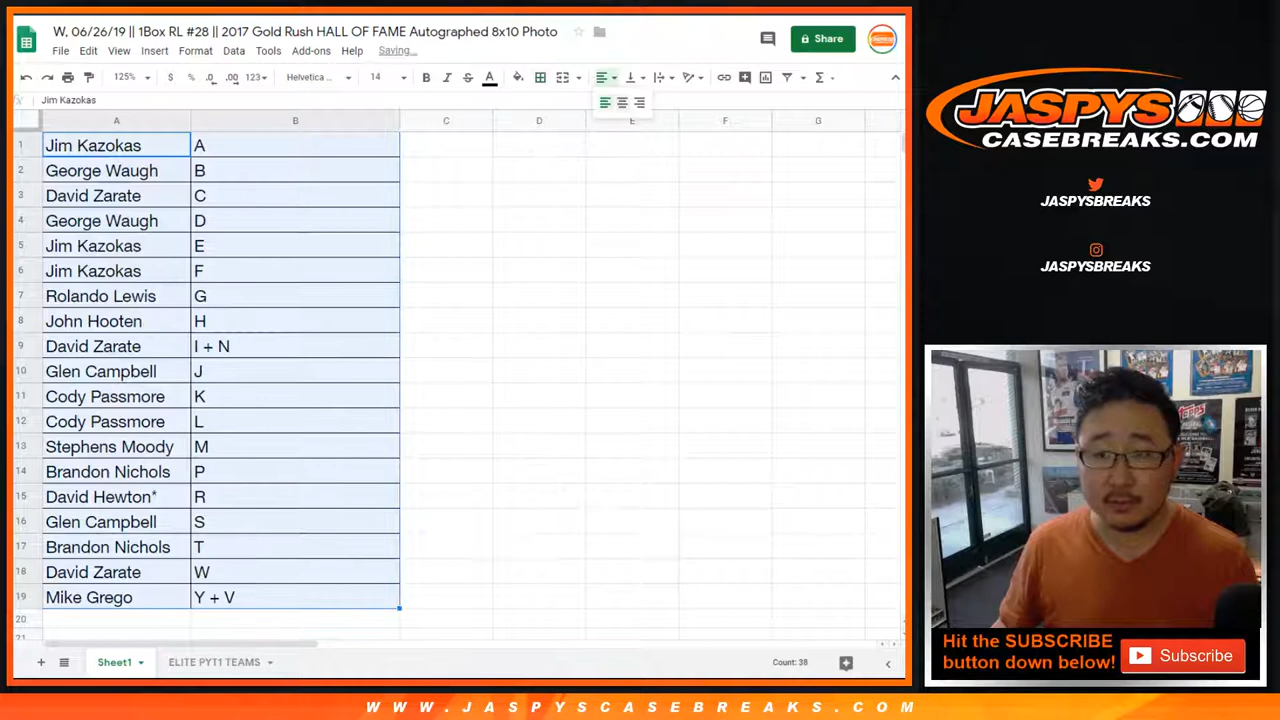 W, 06/26/19 || 1Box RL #28 || 2017 Gold Rush HALL OF FAME Autographed 8x10 Photo
File Edit View Insert Format Data Tools Add-ons Help Saving...
Share
125% $ % .0 .00 123 Helvetica ... 14 B I S A
fx Jim Kazokas
A B C D E F G
1 Jim Kazokas A
2 George Waugh B
3 David Zarate C
4 George Waugh D
5 Jim Kazokas E
6 Jim Kazokas F
7 Rolando Lewis G
8 John Hooten H
9 David Zarate I + N
10 Glen Campbell J
11 Cody Passmore K
12 Cody Passmore L
13 Stephens Moody M
14 Brandon Nichols P
15 David Hewton* R
16 Glen Campbell S
17 Brandon Nichols T
18 David Zarate W
19 Mike Grego Y + V
20
21
+ Sheet1 ELITE PYT1 TEAMS Count: 38
JASPYS
CASEBREAKS.COM
JASPYSBREAKS
JASPYSBREAKS
Topps
Hit the SUBSCRIBE
button down below!
Subscribe
WWW.JASPYSCASEBREAKS.COM